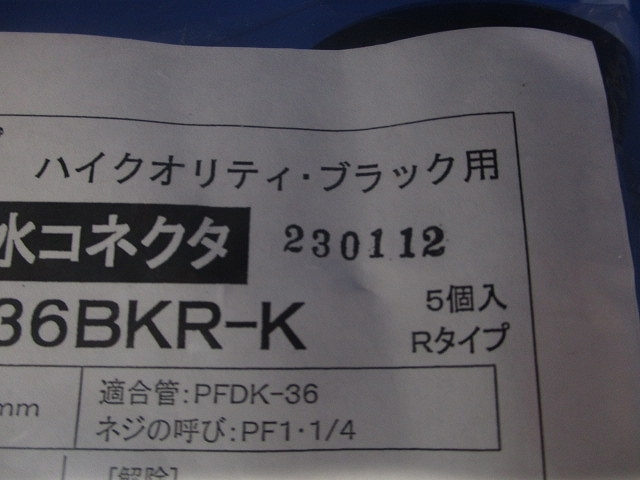 ハイクオリティ・ブラック用
水コネクタ 230112
36BKR-K 5個入
Rタイプ
mm 適合管:PFDK-36
ネジの呼び:PF1・1/4
[解除]